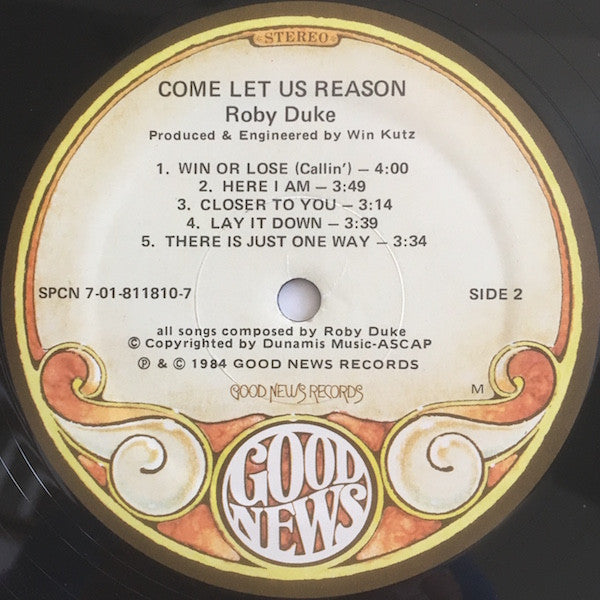 STEREO
COME LET US REASON
Roby Duke
Produced & Engineered by Win Kutz
1. WIN OR LOSE (Callin') – 4:00
2. HERE I AM – 3:49
3. CLOSER TO YOU – 3:14
4. LAY IT DOWN – 3:39
5. THERE IS JUST ONE WAY – 3:34
SPCN 7-01-811810-7
SIDE 2
all songs composed by Roby Duke
© Copyrighted by Dunamis Music-ASCAP
℗ & © 1984 GOOD NEWS RECORDS
GOOD NEWS RECORDS
M
GOOD
NEWS